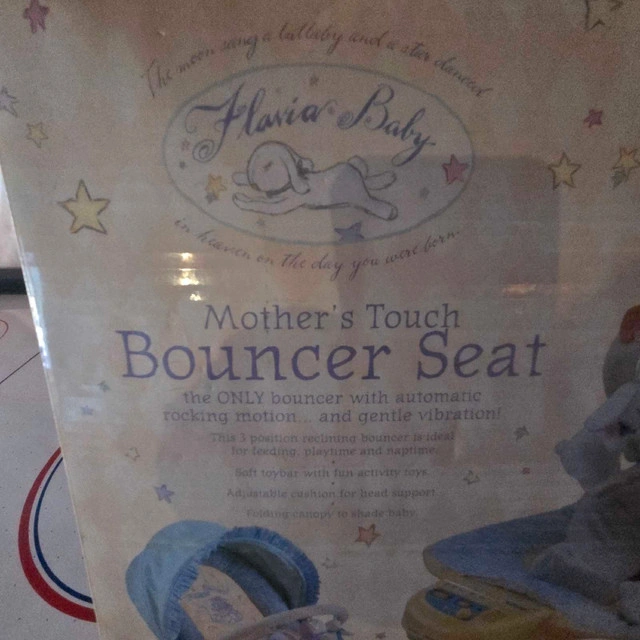 The moon sang a lullaby and a star danced
Flavia Baby
in heaven on the day you were born.
Mother's Touch
Bouncer Seat
the ONLY bouncer with automatic
rocking motion... and gentle vibration!
This 3 position reclining bouncer is ideal
for feeding, playtime and naptime.
Soft toybar with fun activity toys.
Adjustable cushion for head support.
Folding canopy to shade baby.